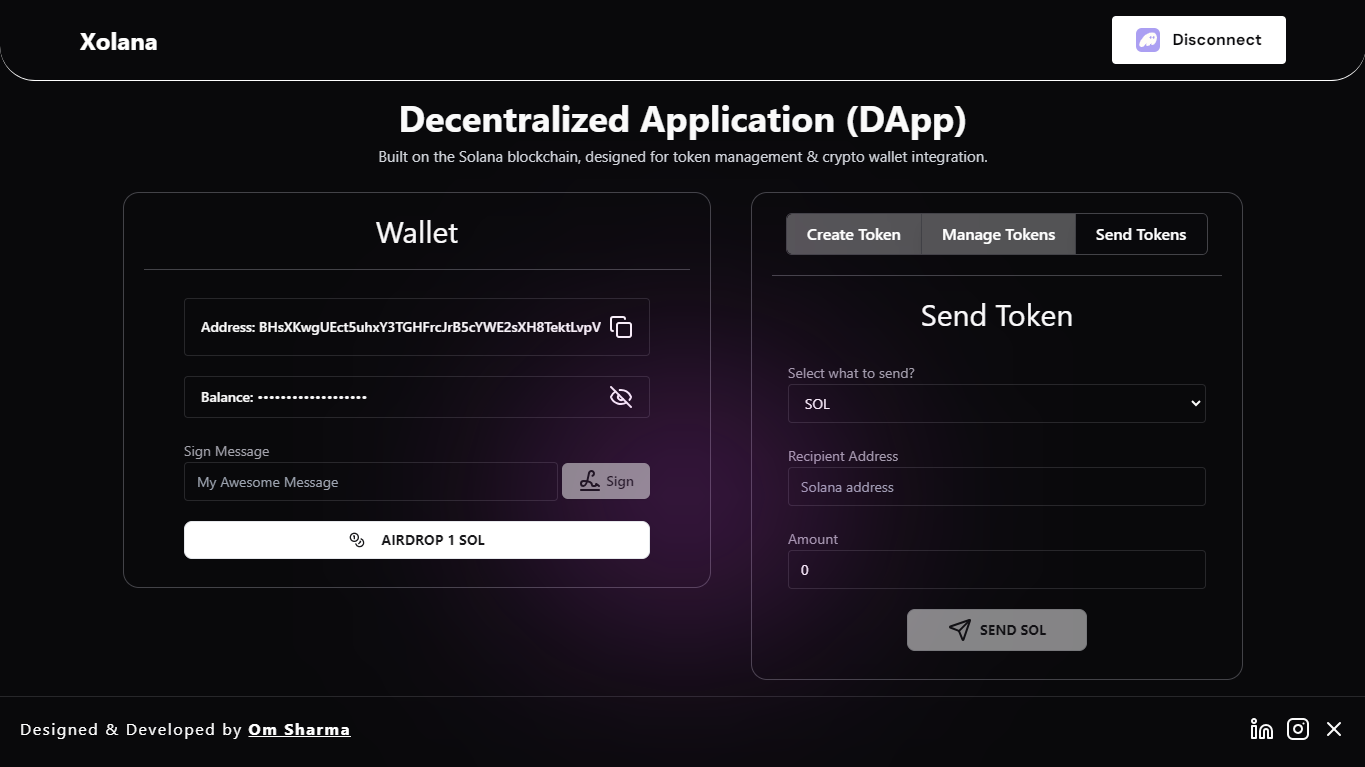 Xolana
Disconnect
Decentralized Application (DApp)
Built on the Solana blockchain, designed for token management & crypto wallet integration.
Wallet
Address: BHsXKwgUEct5uhxY3TGHFrcJrB5cYWE2sXH8TektLvpV
Balance: •••••••••••••••••••
Sign Message
My Awesome Message
Sign
AIRDROP 1 SOL
Create Token
Manage Tokens
Send Tokens
Send Token
Select what to send?
SOL
Recipient Address
Solana address
Amount
0
SEND SOL
Designed & Developed by Om Sharma